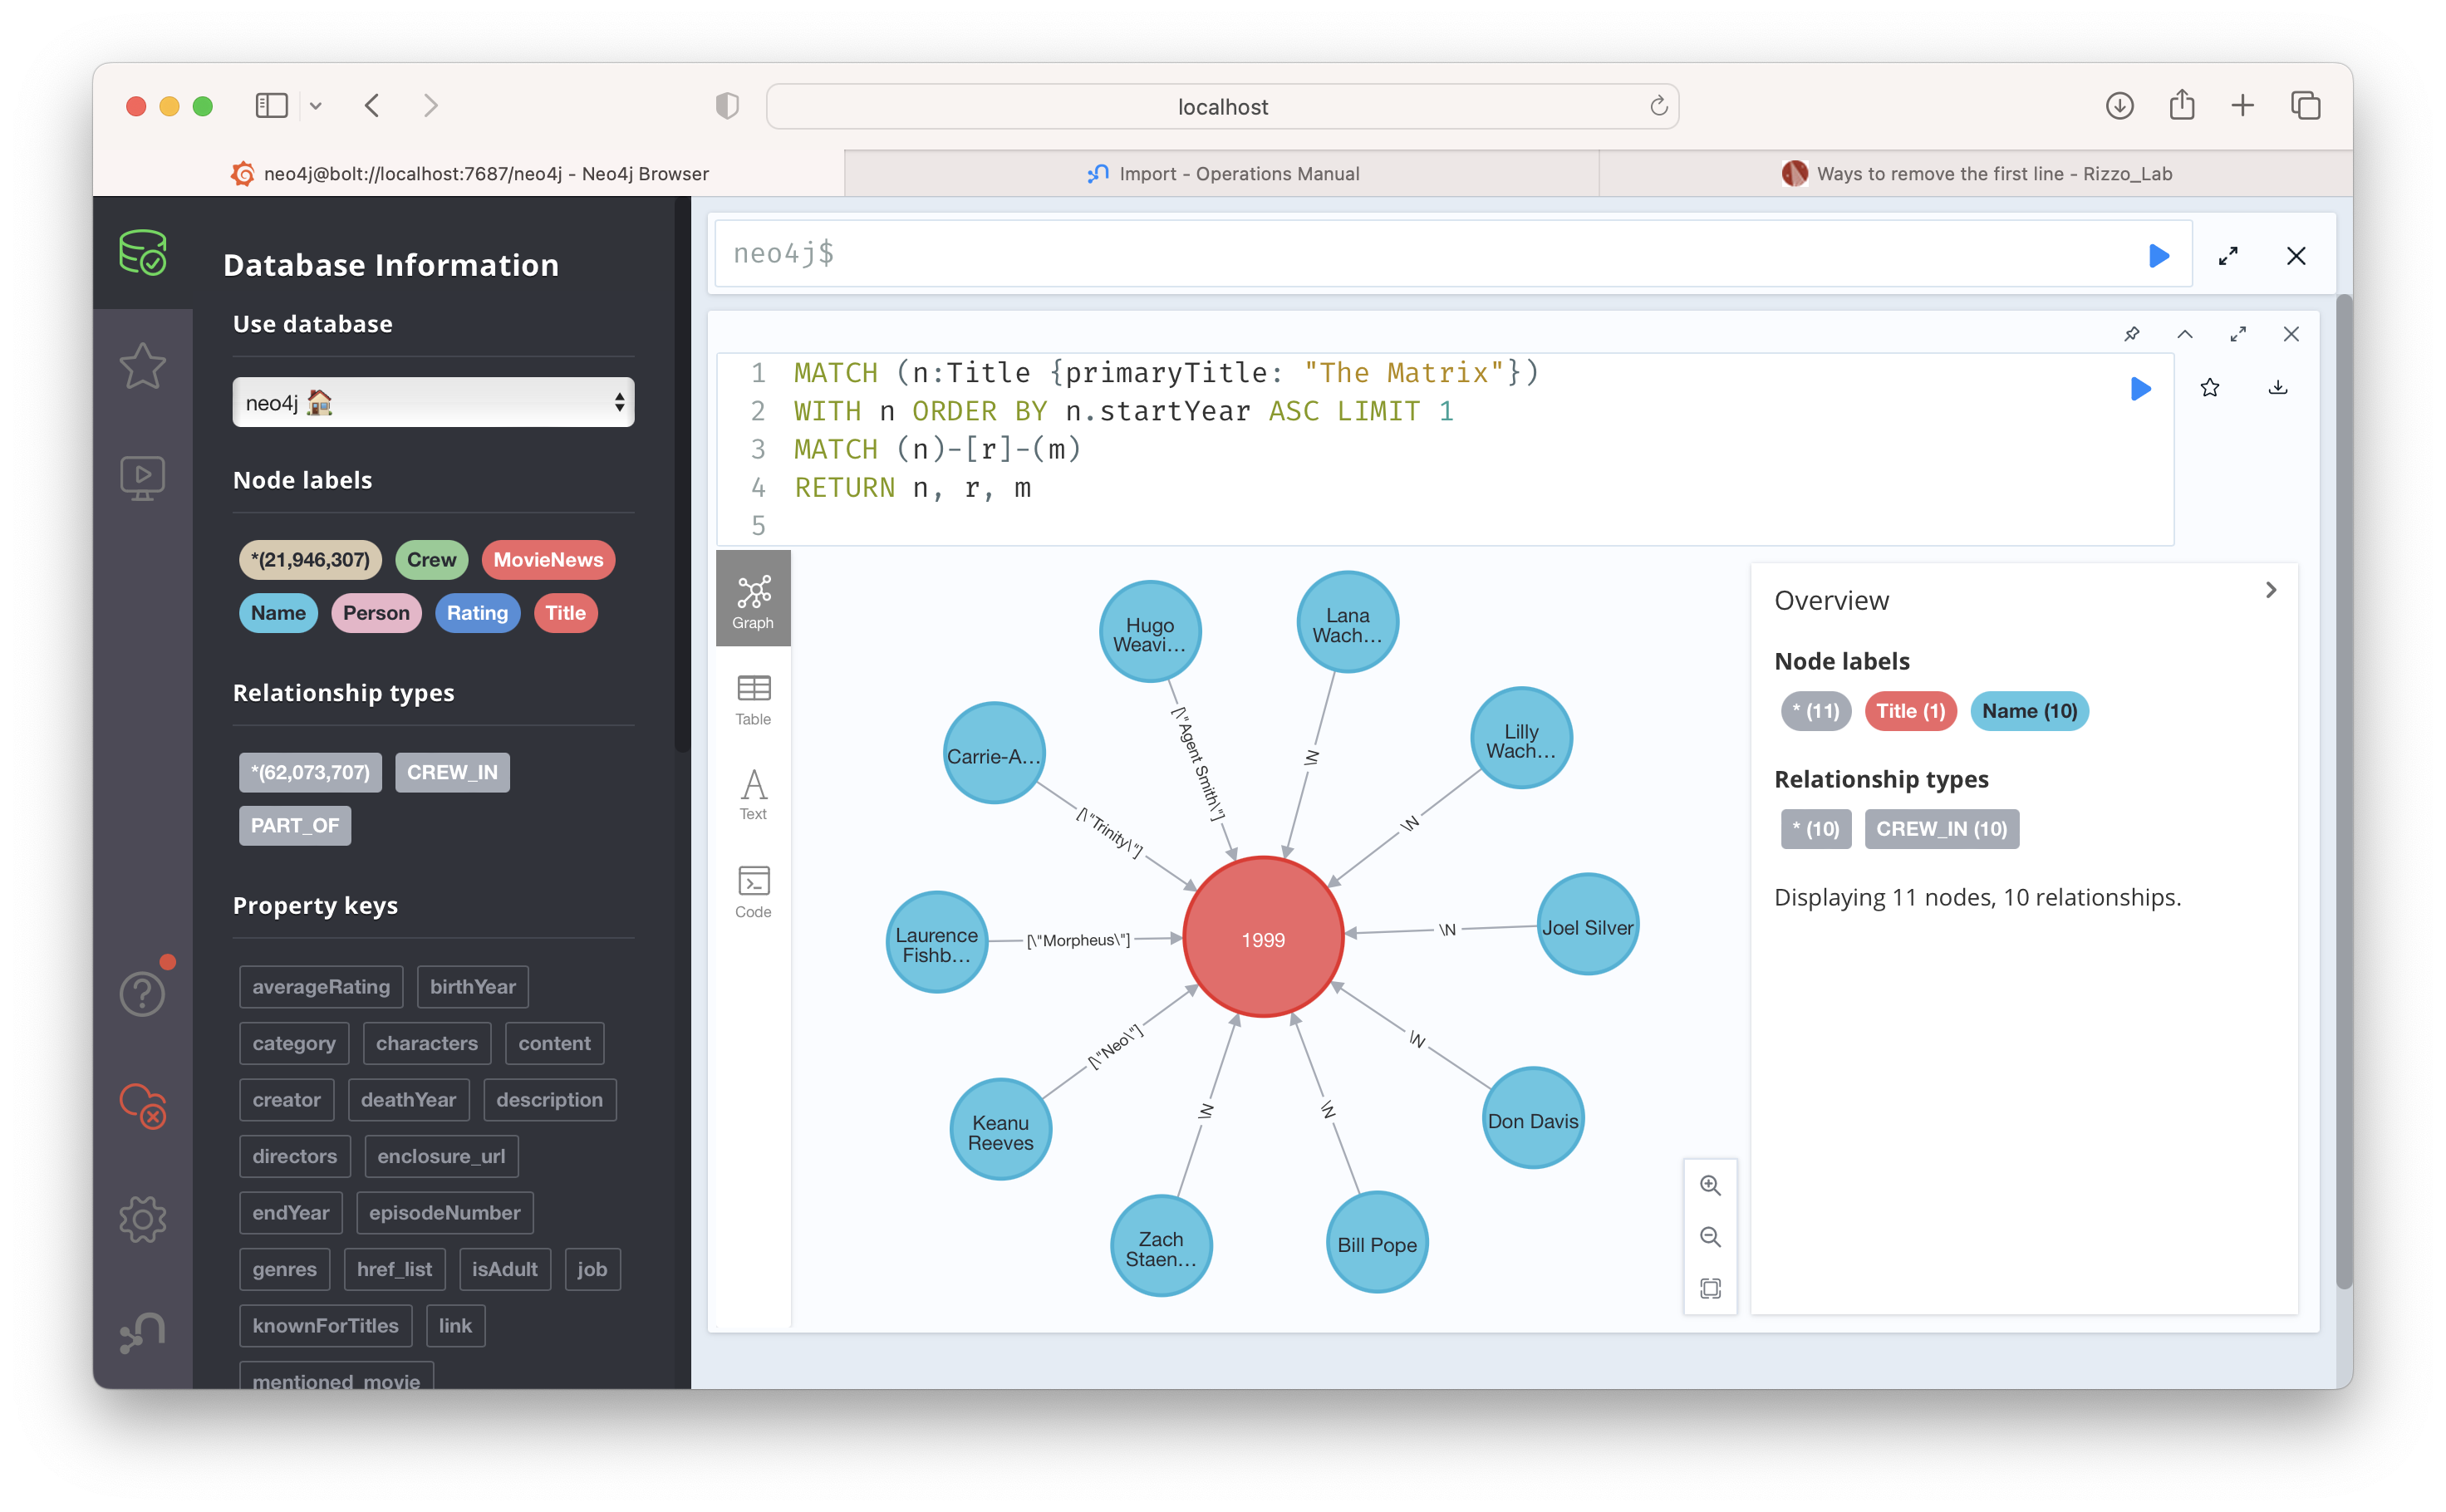 localhost
neo4j@bolt://localhost:7687/neo4j - Neo4j Browser
Import - Operations Manual
Ways to remove the first line - Rizzo_Lab
Database Information
Use database
neo4j 🏠
Node labels
*(21,946,307) Crew MovieNews
Name Person Rating Title
Relationship types
*(62,073,707) CREW_IN
PART_OF
Property keys
averageRating birthYear
category characters content
creator deathYear description
directors enclosure_url
endYear episodeNumber
genres href_list isAdult job
knownForTitles link
mentioned_movie
neo4j$
1 MATCH (n:Title {primaryTitle: "The Matrix"})
2 WITH n ORDER BY n.startYear ASC LIMIT 1
3 MATCH (n)-[r]-(m)
4 RETURN n, r, m
5
Graph
Table
Text
Code
Hugo
Weavi...
Lana
Wach...
Lilly
Wach...
Carrie-A...
[\"Agent Smith\"]
\N
\N
[\"Trinity\"]
Laurence
Fishb...
[\"Morpheus\"]
1999
\N
Joel Silver
[\"Neo\"]
\N
Keanu
Reeves
\N
\N
Don Davis
Zach
Staen...
Bill Pope
Overview
Node labels
* (11) Title (1) Name (10)
Relationship types
* (10) CREW_IN (10)
Displaying 11 nodes, 10 relationships.